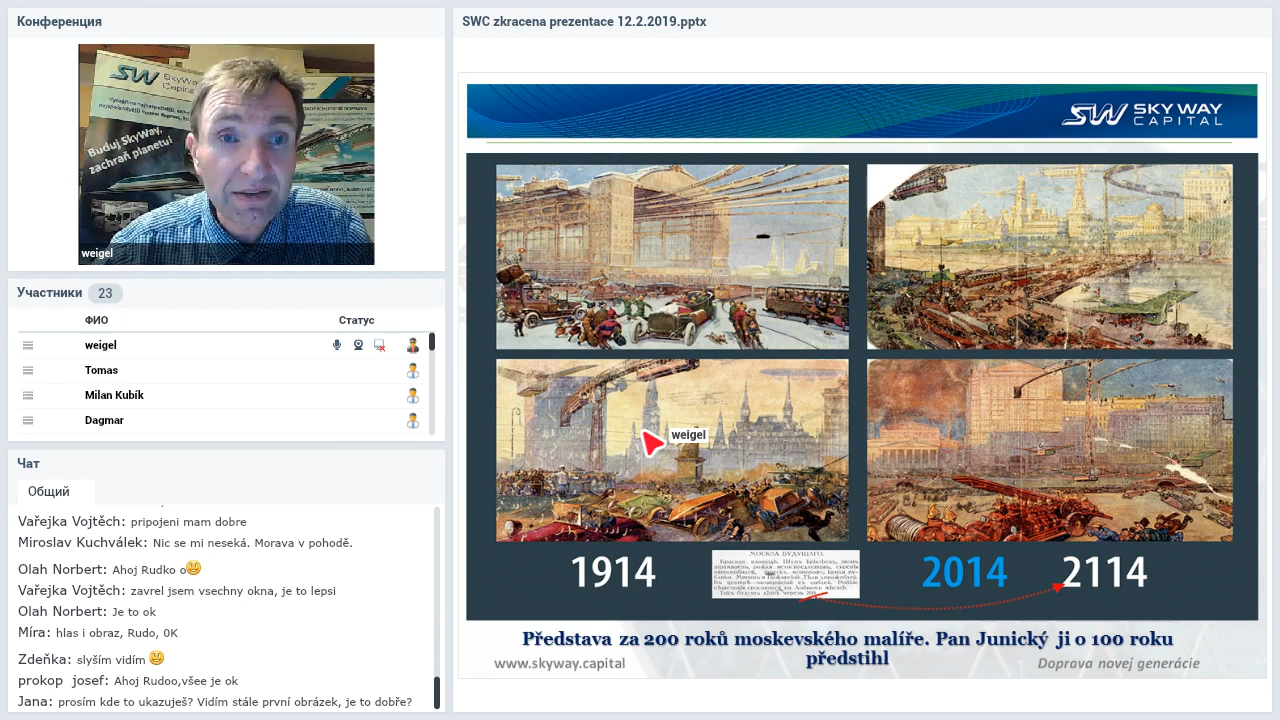 Конференция
SW SkyWay
Capital
Buduj SkyWay,
zachraň planetu!
weigel
Участники 23
ФИО Статус
weigel
Tomas
Milan Kubík
Dagmar
Чат
Общий
Vařejka Vojtěch: pripojeni mam dobre
Miroslav Kuchválek: Nic se mi neseká. Morava v pohodě.
Olah Norbert: Ahoj Rudko o
Vařejka Vojtěch: jsem vsechny okna, je to lepsi
Olah Norbert: Je to ok
Míra: hlas i obraz, Rudo, 0K
Zdeňka: slyším vidím
prokop josef: Ahoj Rudoo,všee je ok
Jana: prosím kde to ukazuješ? Vidím stále první obrázek, je to dobře?
SWC zkracena prezentace 12.2.2019.pptx
SW SKY WAY
CAPITAL
weigel
1914
МОСКВА БУДУЩАГО.
2014
2114
Představa za 200 roků moskevského malíře. Pan Junický ji o 100 roku
předstihl
www.skyway.capital
Doprava novej generácie